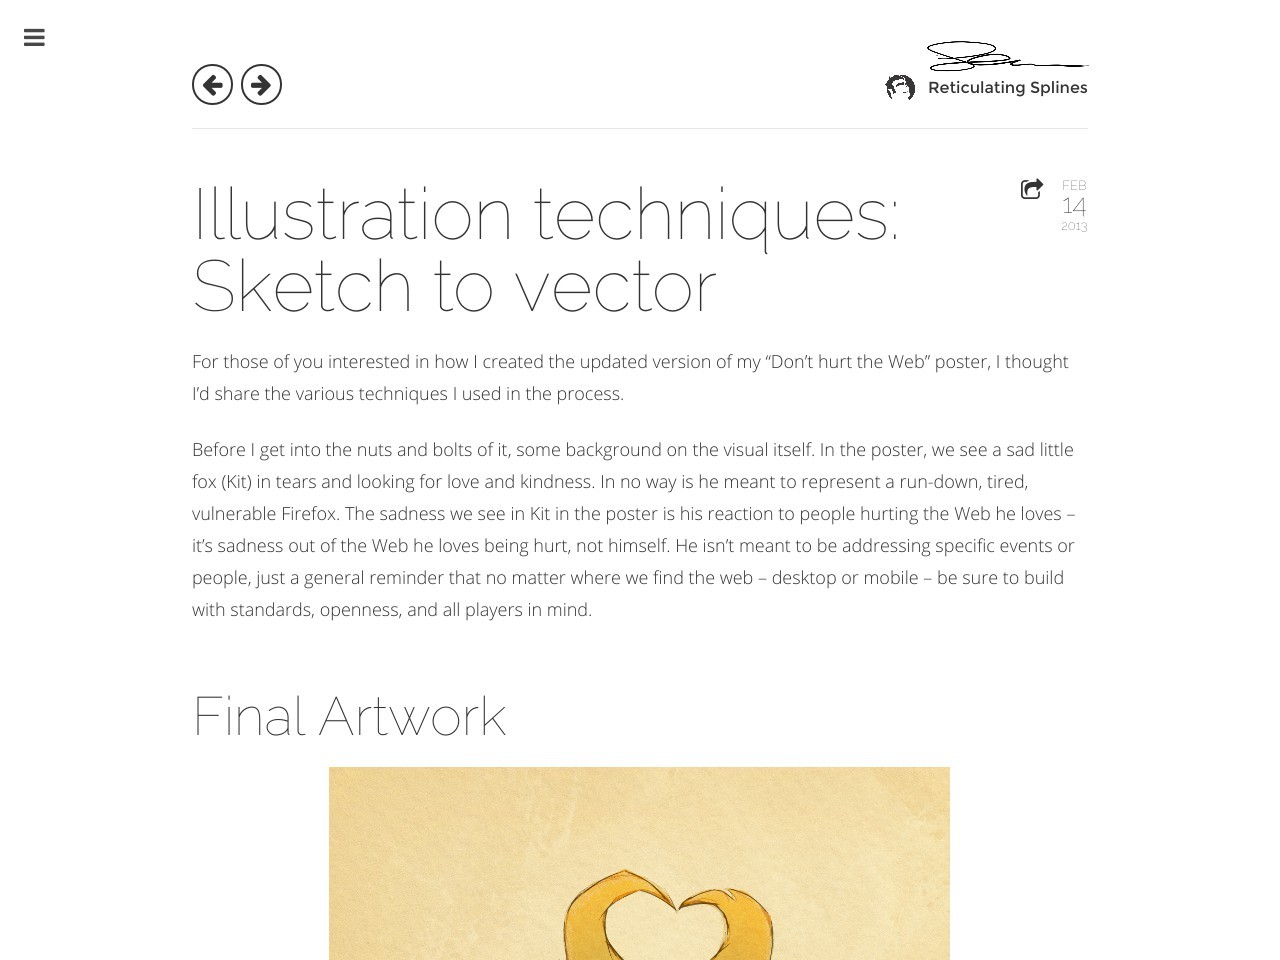 Reticulating Splines
Illustration techniques:
Sketch to vector
FEB
14
2013
For those of you interested in how I created the updated version of my “Don’t hurt the Web” poster, I thought
I’d share the various techniques I used in the process.
Before I get into the nuts and bolts of it, some background on the visual itself. In the poster, we see a sad little
fox (Kit) in tears and looking for love and kindness. In no way is he meant to represent a run-down, tired,
vulnerable Firefox. The sadness we see in Kit in the poster is his reaction to people hurting the Web he loves –
it’s sadness out of the Web he loves being hurt, not himself. He isn’t meant to be addressing specific events or
people, just a general reminder that no matter where we find the web – desktop or mobile – be sure to build
with standards, openness, and all players in mind.
Final Artwork